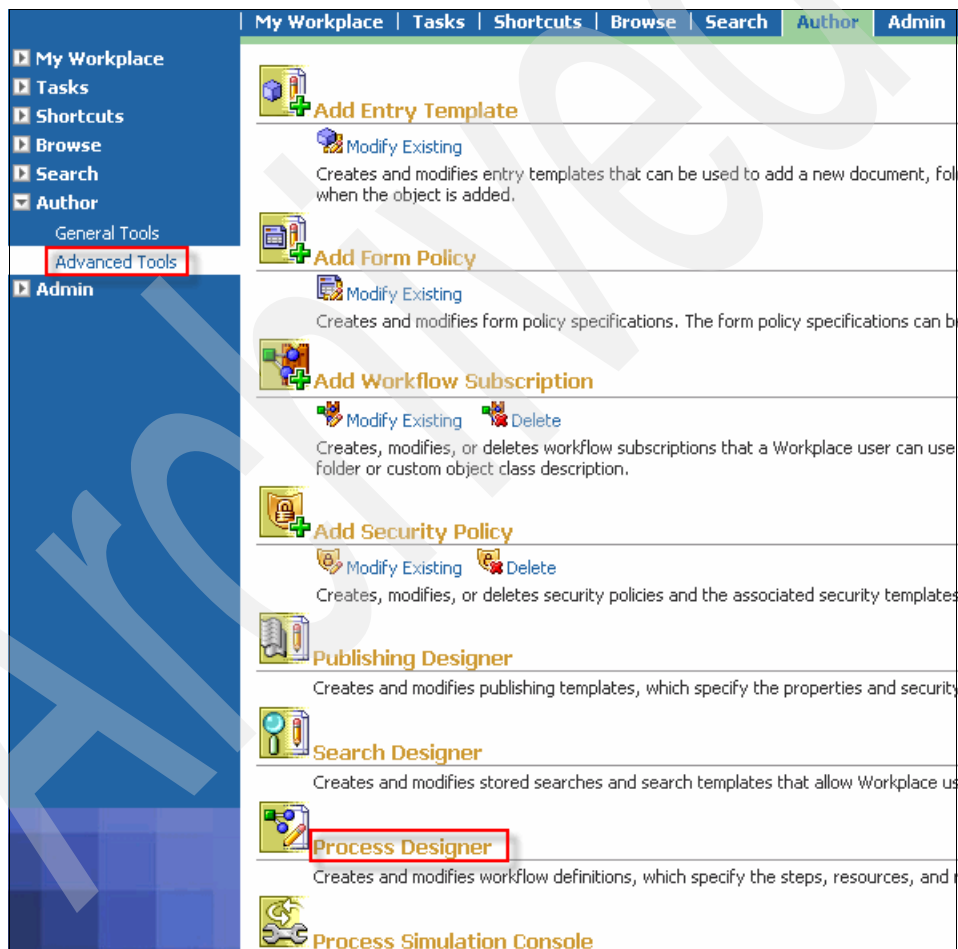 My Workplace | Tasks | Shortcuts | Browse | Search | Author | Admin
My Workplace
Tasks
Shortcuts
Browse
Search
Author
General Tools
Advanced Tools
Admin
Add Entry Template
Modify Existing
Creates and modifies entry templates that can be used to add a new document, fol
when the object is added.
Add Form Policy
Modify Existing
Creates and modifies form policy specifications. The form policy specifications can b
Add Workflow Subscription
Modify Existing Delete
Creates, modifies, or deletes workflow subscriptions that a Workplace user can use
folder or custom object class description.
Add Security Policy
Modify Existing Delete
Creates, modifies, or deletes security policies and the associated security templates
Publishing Designer
Creates and modifies publishing templates, which specify the properties and security
Search Designer
Creates and modifies stored searches and search templates that allow Workplace us
Process Designer
Creates and modifies workflow definitions, which specify the steps, resources, and
Process Simulation Console
Archived